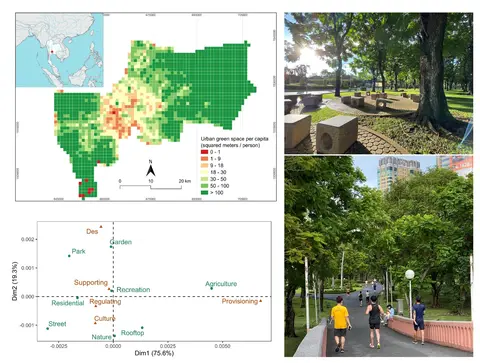 Urban green space per capita
(squared meters / person)
0 - 1
1 - 9
9 - 18
18 - 30
30 - 50
50 - 100
> 100
N
0 10 20 km
Des
Garden
Park
Supporting
Recreation
Agriculture
Residential
Regulating
Provisioning
Culture
Street
Nature
Rooftop
0.002
0.001
0.000
-0.001
Dim2 (19.3%)
-0.0025
0.0000
0.0025
0.0050
Dim1 (75.6%)